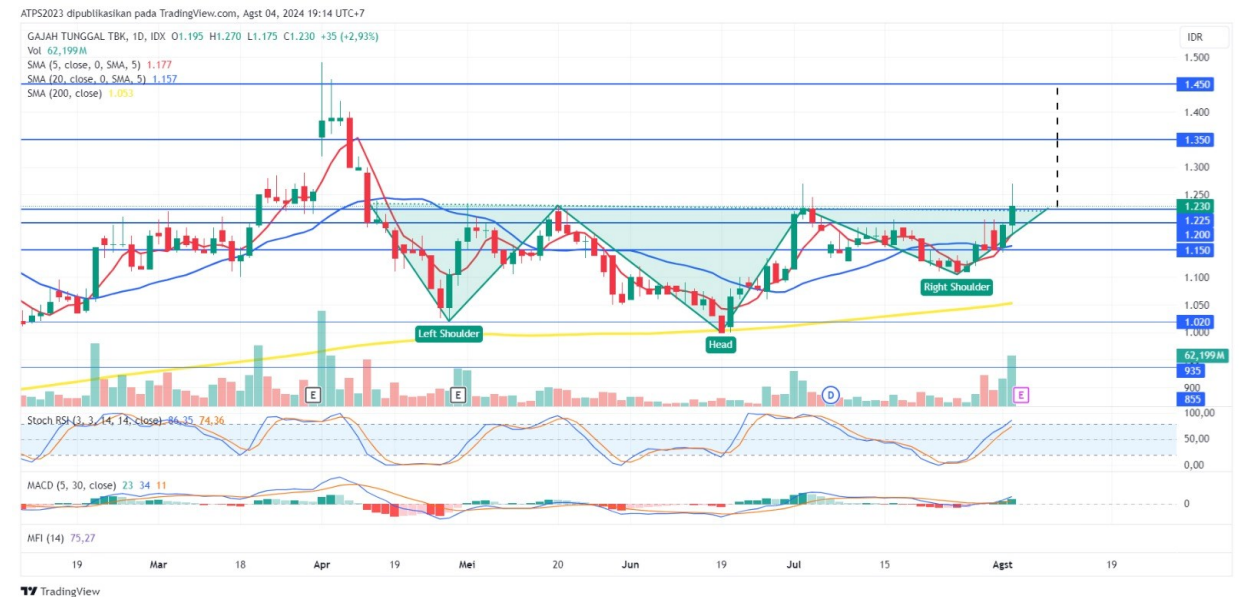 ATPS2023 dipublikasikan pada TradingView.com, Agst 04, 2024 19:14 UTC+7
GAJAH TUNGGAL TBK, 1D, IDX O1.195 H1.270 L1.175 C1.230 +35 (+2,93%)
IDR
Vol 62,199M
1.500
SMA (5, close, 0, SMA, 5) 1.177
SMA (20, close, 0, SMA, 5) 1.157
1.450
SMA (200, close) 1.053
1.400
1.350
1.300
1.250
1.230
1.225
1.200
1.150
1.100
Right Shoulder
1.050
1.020
1.000
Left Shoulder
Head
62,199M
935
900
855
E
E
D
E
Stoch RSI (3, 3, 14, 14, close) 86,35 74,36
100,00
50,00
0,00
MACD (5, 30, close) 23 34 11
0
MFI (14) 75,27
19 Mar 18 Apr 19 Mei 20 Jun 19 Jul 15 Agst 19
TradingView